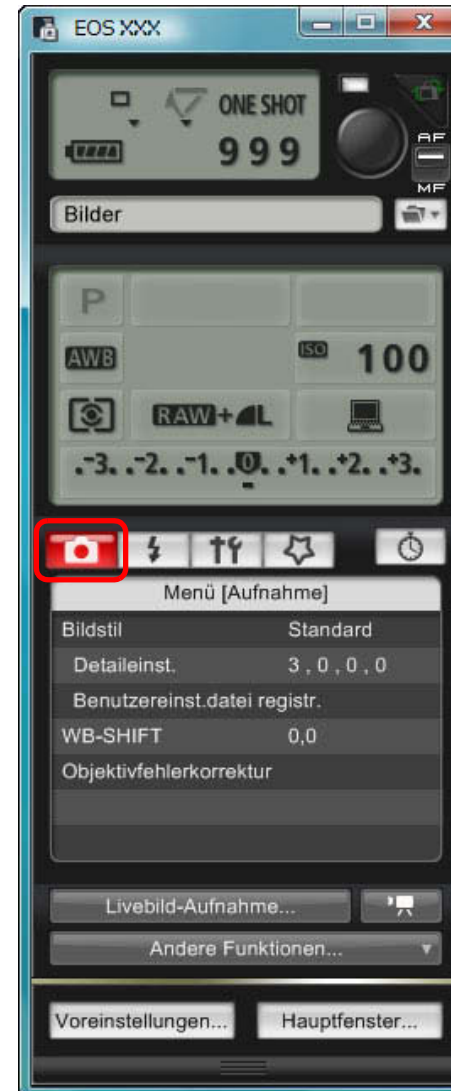 EOS XXX
ONE SHOT
999
AF
MF
Bilder
P
AWB
ISO 100
RAW+L
.-3. .-2. .-1. .0. .+1. .+2. .+3.
Menü [Aufnahme]
Bildstil Standard
Detaileinst. 3 , 0 , 0 , 0
Benutzereinst.datei registr.
WB-SHIFT 0,0
Objektivfehlerkorrektur
Livebild-Aufnahme...
Andere Funktionen...
Voreinstellungen... Hauptfenster...